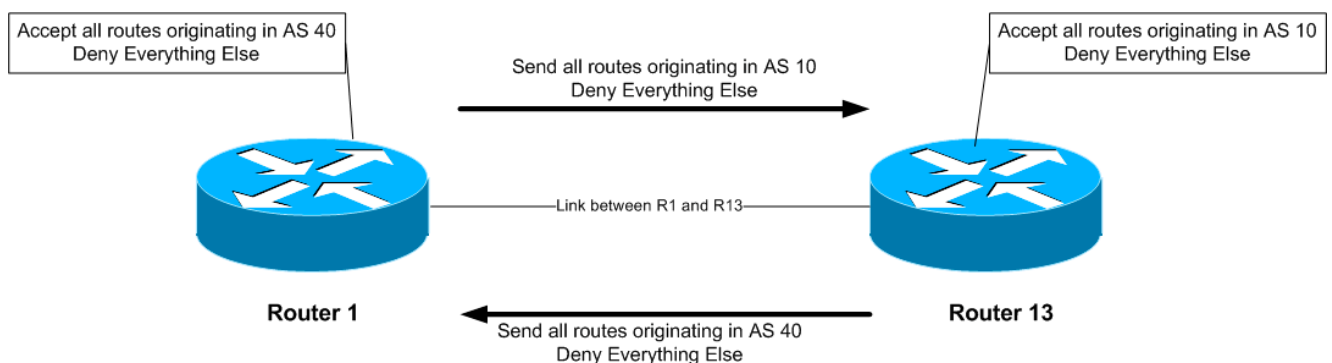 Accept all routes originating in AS 40
Deny Everything Else
Accept all routes originating in AS 10
Deny Everything Else
Send all routes originating in AS 10
Deny Everything Else
Link between R1 and R13
Router 1
Router 13
Send all routes originating in AS 40
Deny Everything Else